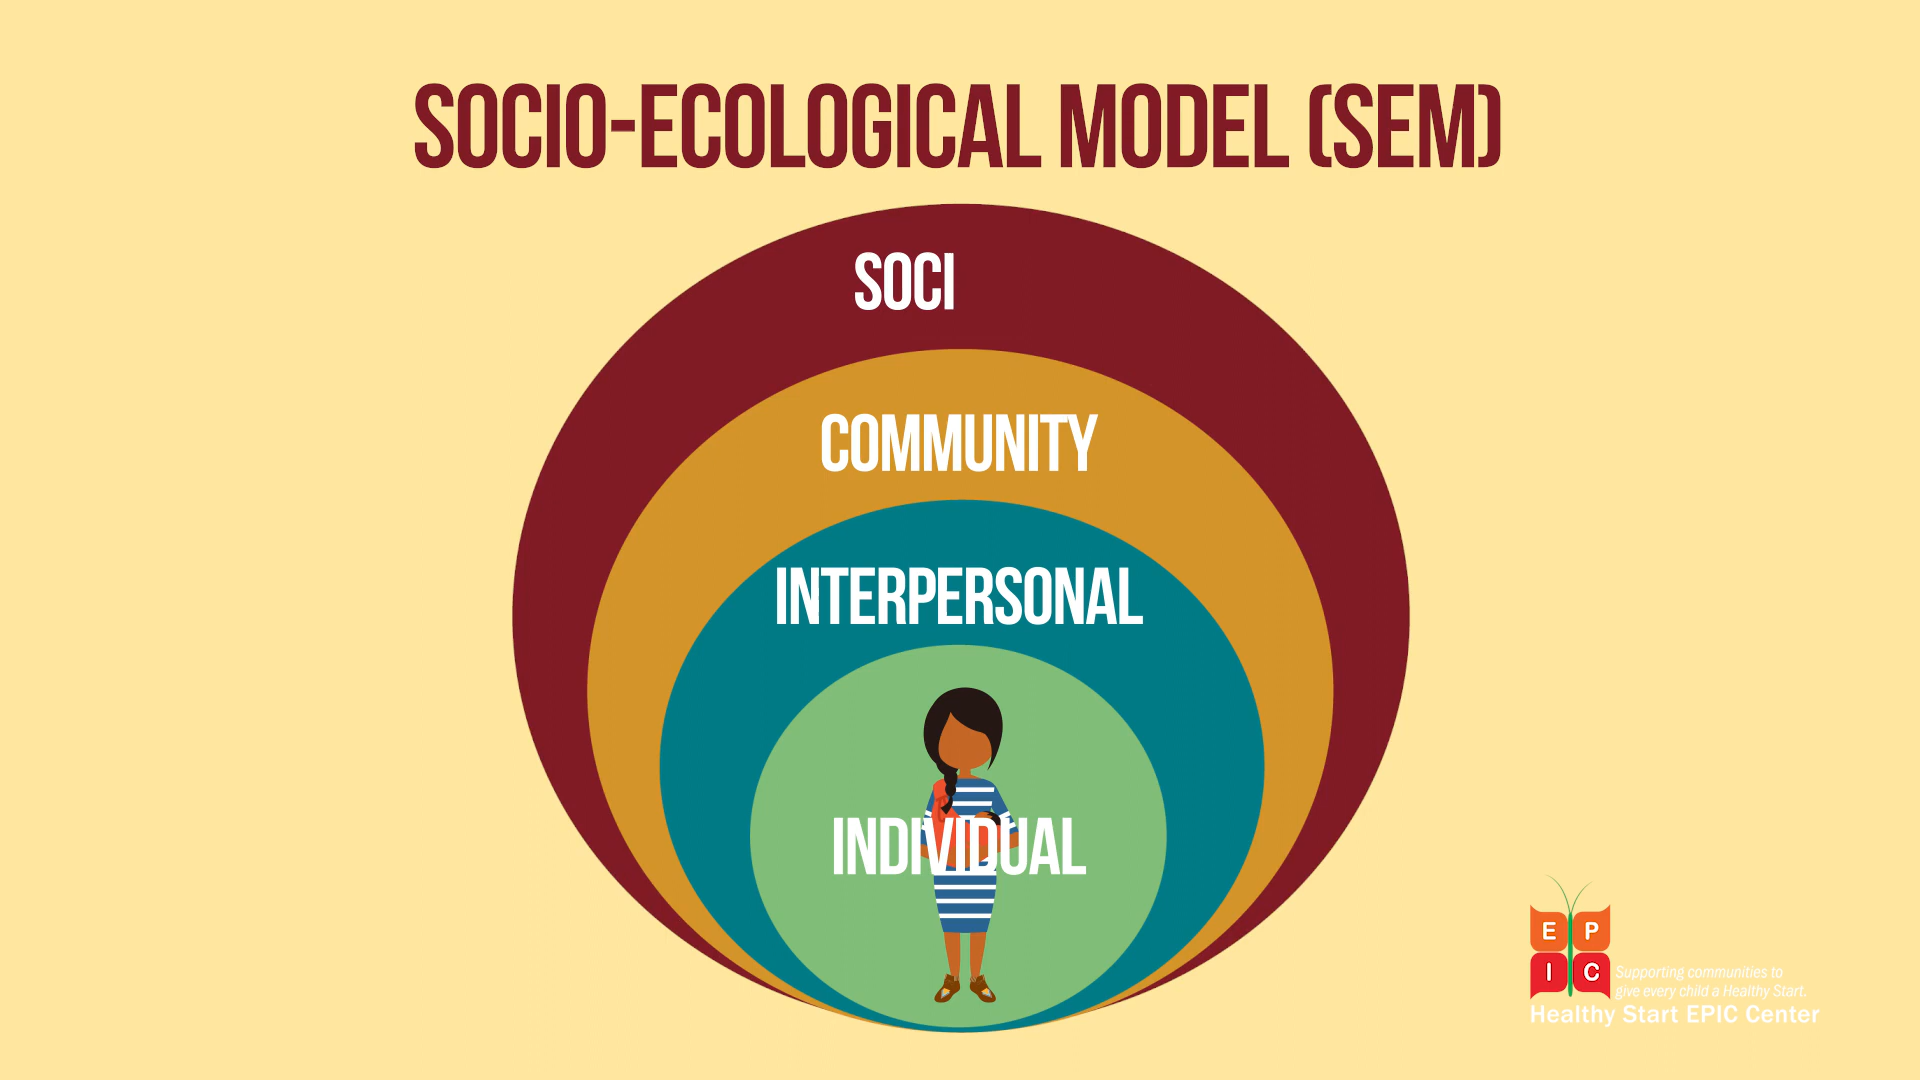 SOCIO-ECOLOGICAL MODEL (SEM)
SOCI
COMMUNITY
INTERPERSONAL
INDIVIDUAL
E P
I C
Supporting communities to
give every child a Healthy Start.
Healthy Start EPIC Center